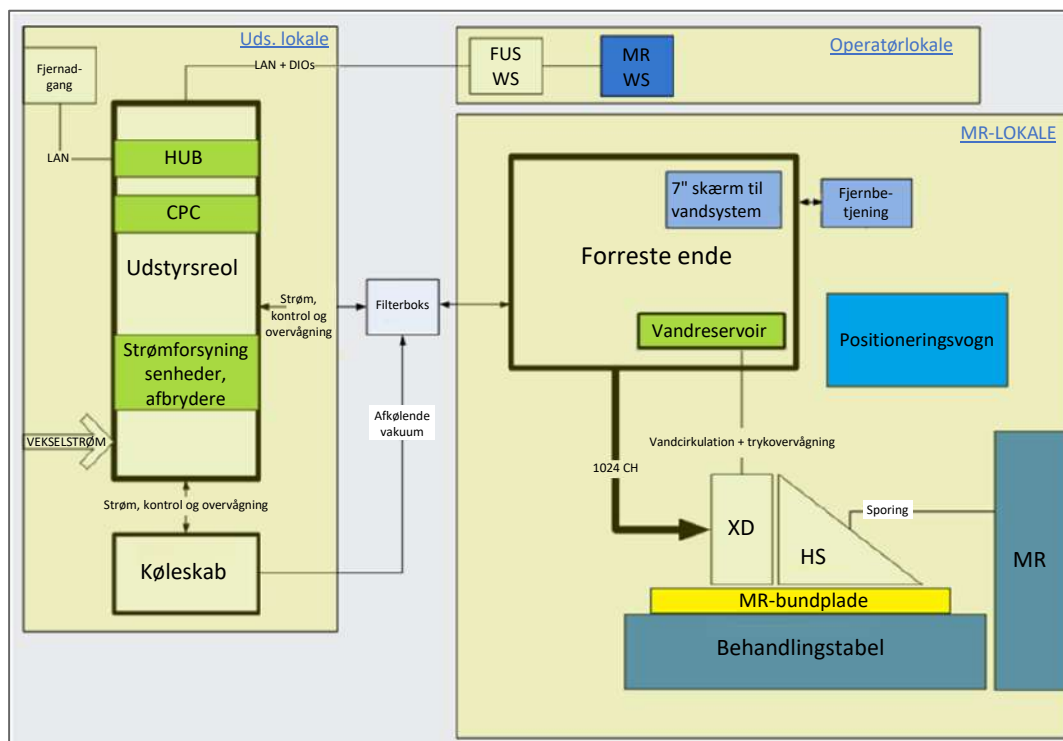 Uds. lokale
Fjernad-
gang
LAN
LAN + DIOs
HUB
CPC
Udstyrsreol
Strømforsyning
senheder,
afbrydere
VEKSELSTRØM
Strøm,
kontrol og
overvågning
Strøm, kontrol og overvågning
Køleskab
Filterboks
Afkølende
vakuum
Operatørlokale
FUS
WS
MR
WS
MR-LOKALE
7" skærm til
vandsystem
Fjernbe-
tjening
Forreste ende
Vandreservoir
Positioneringsvogn
Vandcirkulation + trykovervågning
1024 CH
XD
HS
Sporing
MR
MR-bundplade
Behandlingstabel